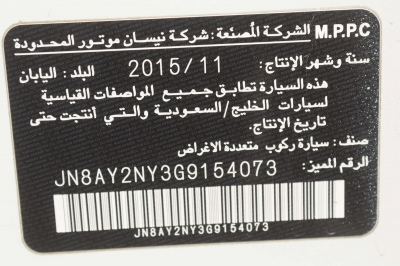 M.P.P.C الشركة المُصنعة: شركة نيسان موتور المحدودة
سنة وشهر الإنتاج: 2015/11 البلد: اليابان
هذه السيارة تطابق جميع المواصفات القياسية
لسيارات الخليج/السعودية والتي أنتجت حتى
تاريخ الإنتاج.
صنف: سيارة ركوب متعددة الاغراض
الرقم المميز:
JN8AY2NY3G9154073
JN8AY2NY3G9154073